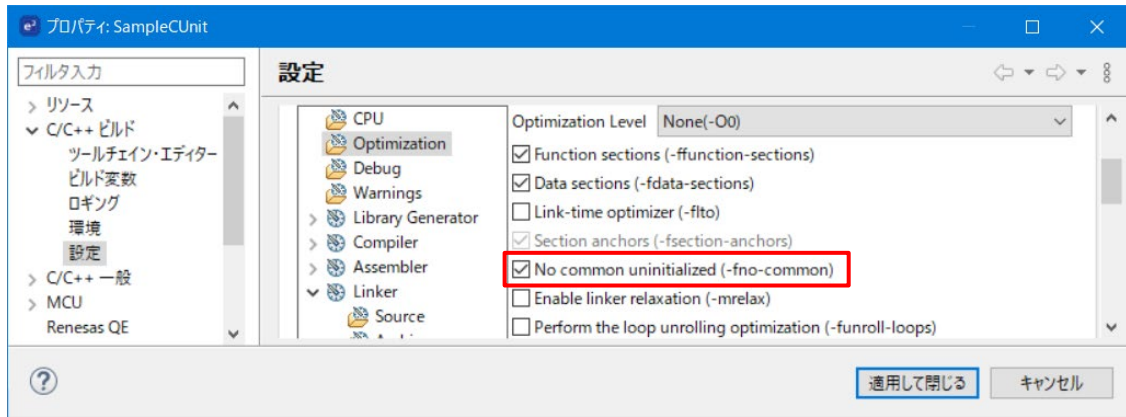 e² プロパティ: SampleCUnit
フィルタ入力
リソース
C/C++ ビルド
ツールチェイン・エディター
ビルド変数
ロギング
環境
設定
C/C++ 一般
MCU
Renesas QE
設定
CPU
Optimization
Debug
Warnings
Library Generator
Compiler
Assembler
Linker
Source
Optimization Level None(-O0)
Function sections (-ffunction-sections)
Data sections (-fdata-sections)
Link-time optimizer (-flto)
Section anchors (-fsection-anchors)
No common uninitialized (-fno-common)
Enable linker relaxation (-mrelax)
Perform the loop unrolling optimization (-funroll-loops)
?
適用して閉じる
キャンセル